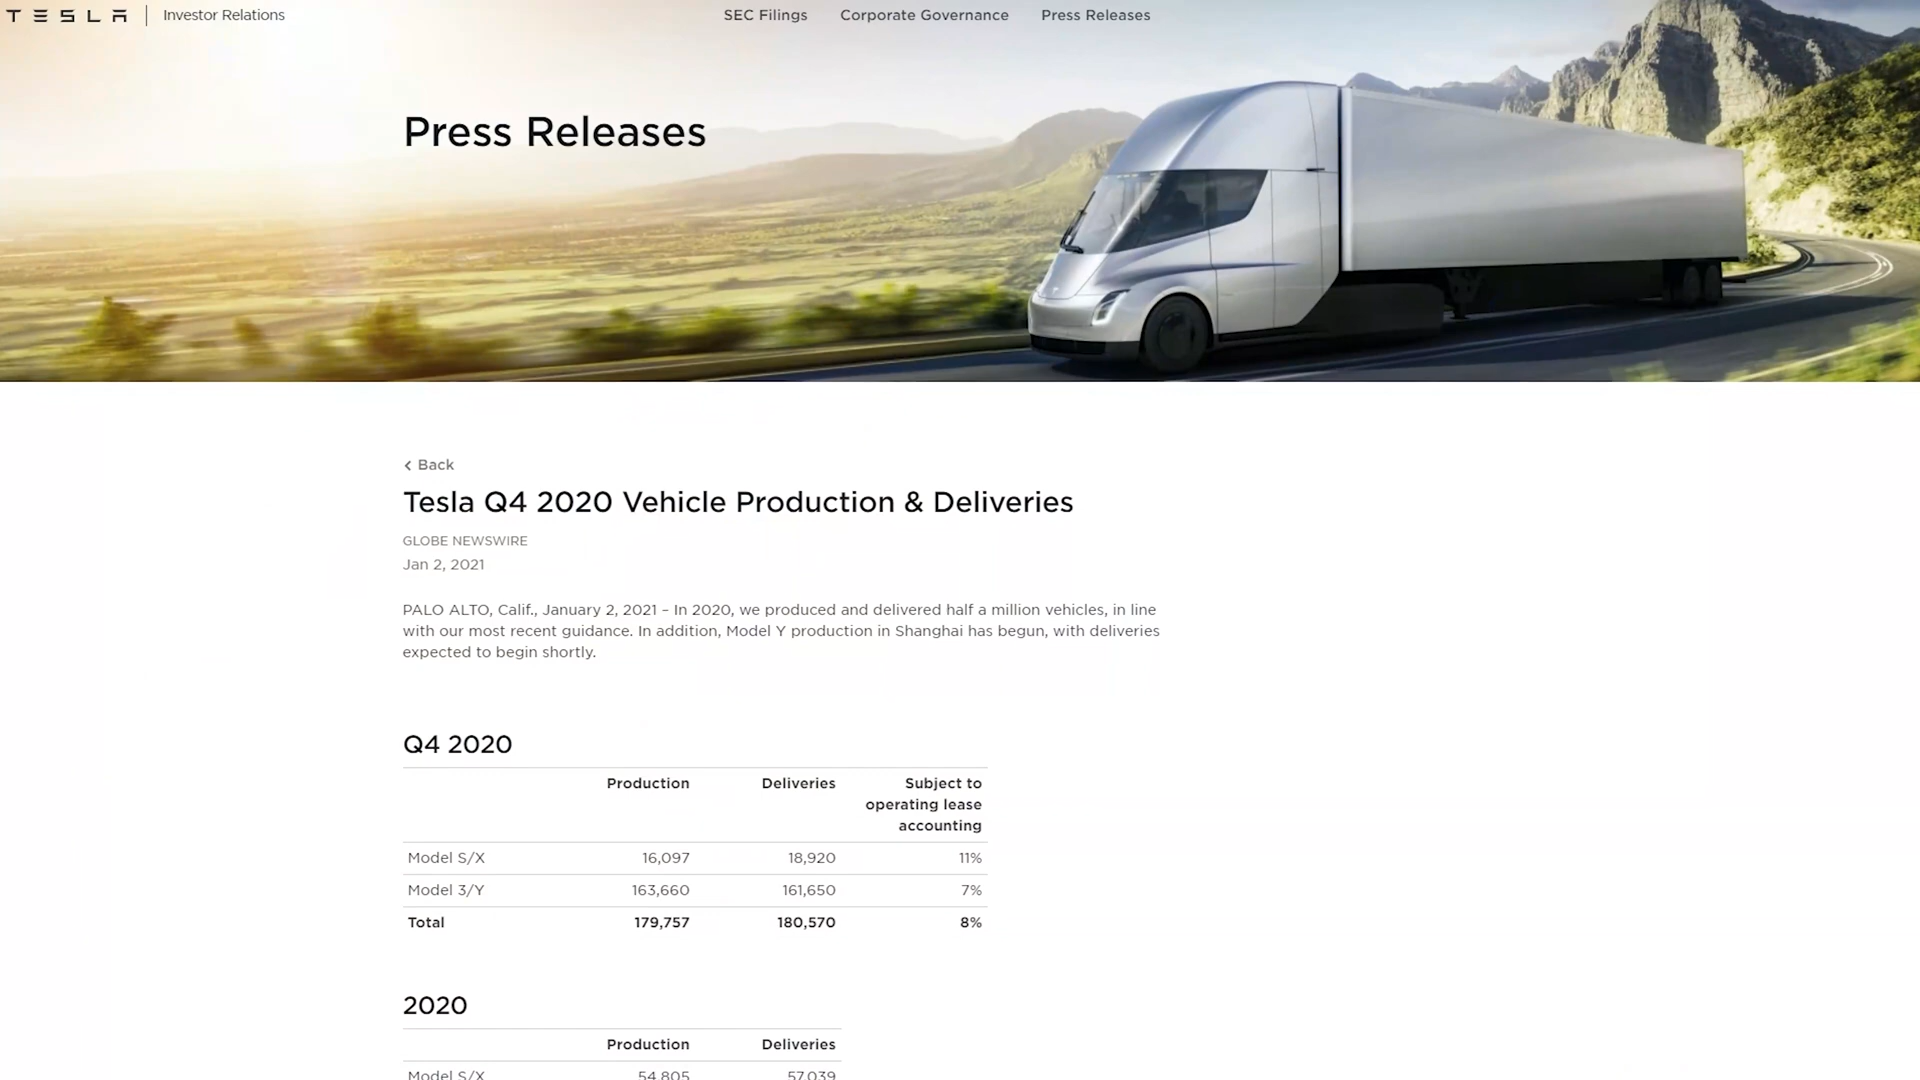 TESLA | Investor Relations
SEC Filings Corporate Governance Press Releases
Press Releases
Back
Tesla Q4 2020 Vehicle Production & Deliveries
GLOBE NEWSWIRE
Jan 2, 2021
PALO ALTO, Calif., January 2, 2021 – In 2020, we produced and delivered half a million vehicles, in line
with our most recent guidance. In addition, Model Y production in Shanghai has begun, with deliveries
expected to begin shortly.
Q4 2020
Production Deliveries Subject to
operating lease
accounting
Model S/X 16,097 18,920 11%
Model 3/Y 163,660 161,650 7%
Total 179,757 180,570 8%
2020
Production Deliveries
Model S/X 54,805 57,039